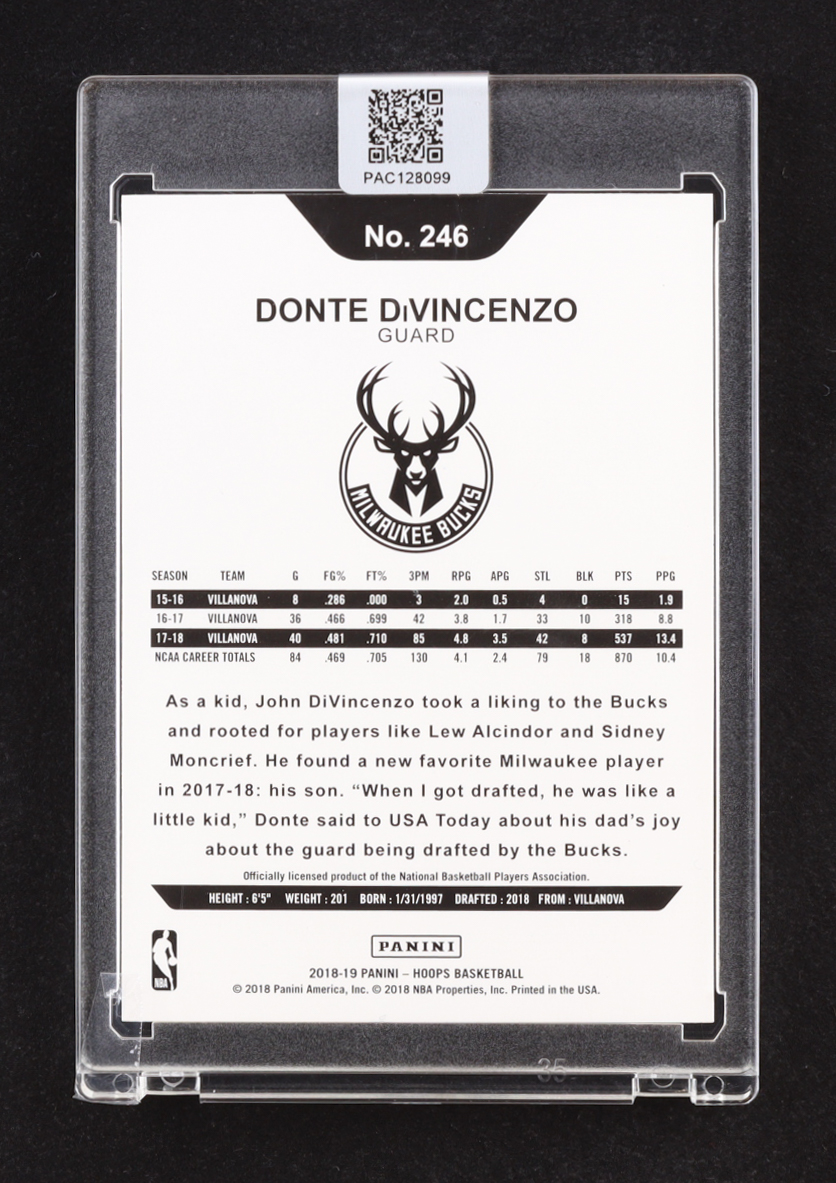 PAC128099
No. 246
DONTE DiVINCENZO
GUARD
MILWAUKEE BUCKS
SEASON TEAM G FG% FT% 3PM RPG APG STL BLK PTS PPG
15-16 VILLANOVA 8 .286 .000 3 2.0 0.5 4 0 15 1.9
16-17 VILLANOVA 36 .466 .699 42 3.8 1.7 33 10 318 8.8
17-18 VILLANOVA 40 .481 .710 85 4.8 3.5 42 8 537 13.4
NCAA CAREER TOTALS 84 .469 .705 130 4.1 2.4 79 18 870 10.4
As a kid, John DiVincenzo took a liking to the Bucks
and rooted for players like Lew Alcindor and Sidney
Moncrief. He found a new favorite Milwaukee player
in 2017-18: his son. “When I got drafted, he was like a
little kid,” Donte said to USA Today about his dad’s joy
about the guard being drafted by the Bucks.
Officially licensed product of the National Basketball Players Association.
HEIGHT : 6'5" WEIGHT : 201 BORN : 1/31/1997 DRAFTED : 2018 FROM : VILLANOVA
PANINI
NBA
2018-19 PANINI – HOOPS BASKETBALL
© 2018 Panini America, Inc. © 2018 NBA Properties, Inc. Printed in the USA.
35